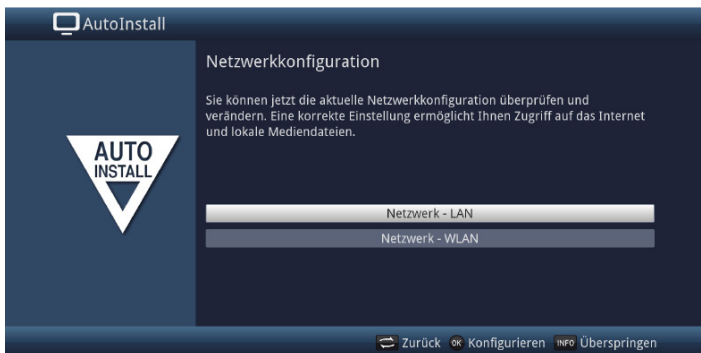 AutoInstall
Netzwerkkonfiguration
Sie können jetzt die aktuelle Netzwerkkonfiguration überprüfen und
verändern. Eine korrekte Einstellung ermöglicht Ihnen Zugriff auf das Internet
und lokale Mediendateien.
AUTO
INSTALL
Netzwerk - LAN
Netzwerk - WLAN
Zurück OK Konfigurieren INFO Überspringen